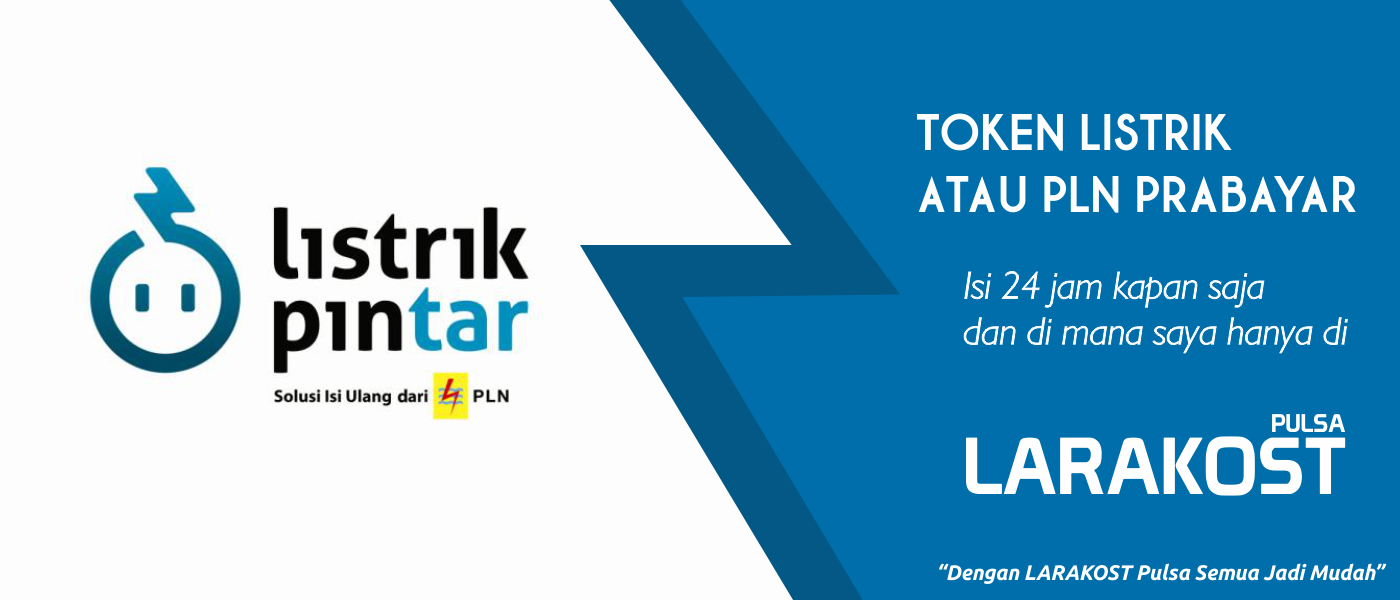 listrik
pintar
Solusi Isi Ulang dari PLN
TOKEN LISTRIK
ATAU PLN PRABAYAR
Isi 24 jam kapan saja
dan di mana saya hanya di
PULSA
LARAKOST
“Dengan LARAKOST Pulsa Semua Jadi Mudah”